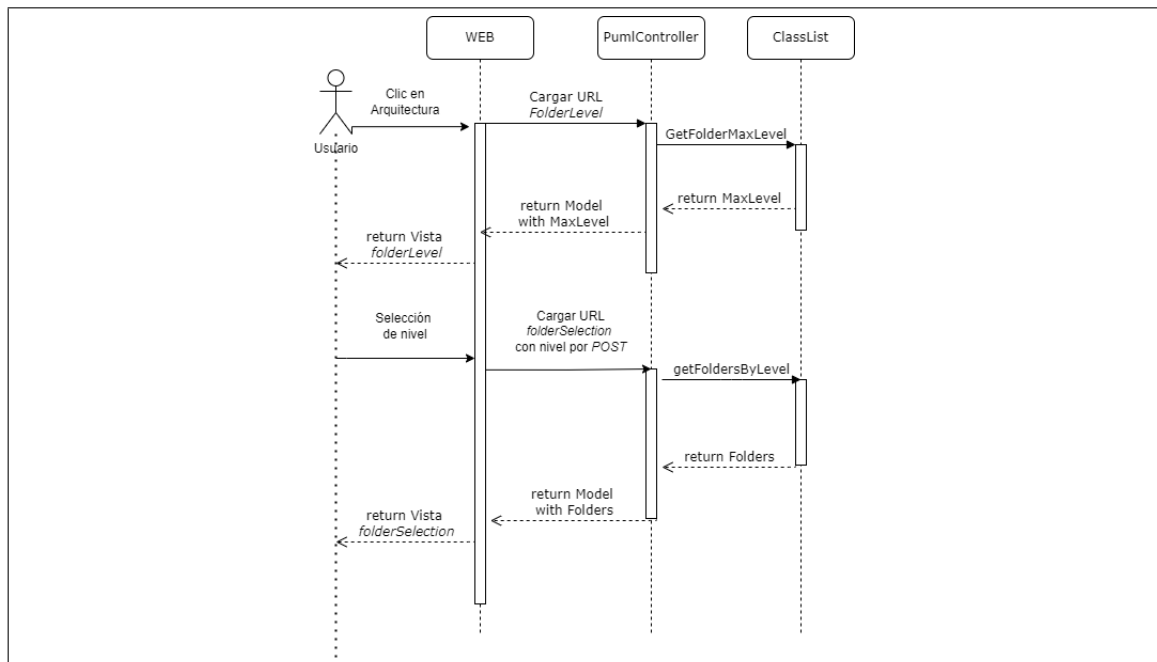 WEB
PumlController
ClassList
Clic en
Arquitectura
Usuario
Cargar URL
FolderLevel
GetFolderMaxLevel
return MaxLevel
return Model
with MaxLevel
return Vista
folderLevel
Selección
de nivel
Cargar URL
folderSelection
con nivel por POST
getFoldersByLevel
return Folders
return Model
with Folders
return Vista
folderSelection